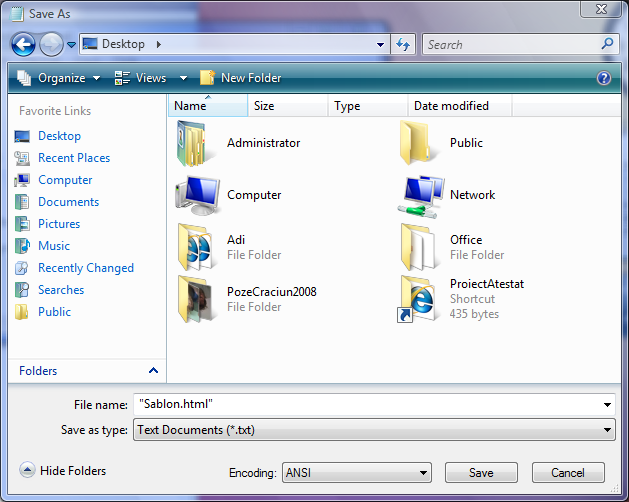 Save As
Desktop
Search
Organize Views New Folder
Favorite Links
Desktop
Recent Places
Computer
Documents
Pictures
Music
Recently Changed
Searches
Public
Folders
Name Size Type Date modified
Administrator
Public
Computer
Network
Adi
File Folder
Office
File Folder
PozeCraciun2008
ProiectAtestat
Shortcut
435 bytes
File name: "Sablon.html"
Save as type: Text Documents (*.txt)
Hide Folders Encoding: ANSI Save Cancel